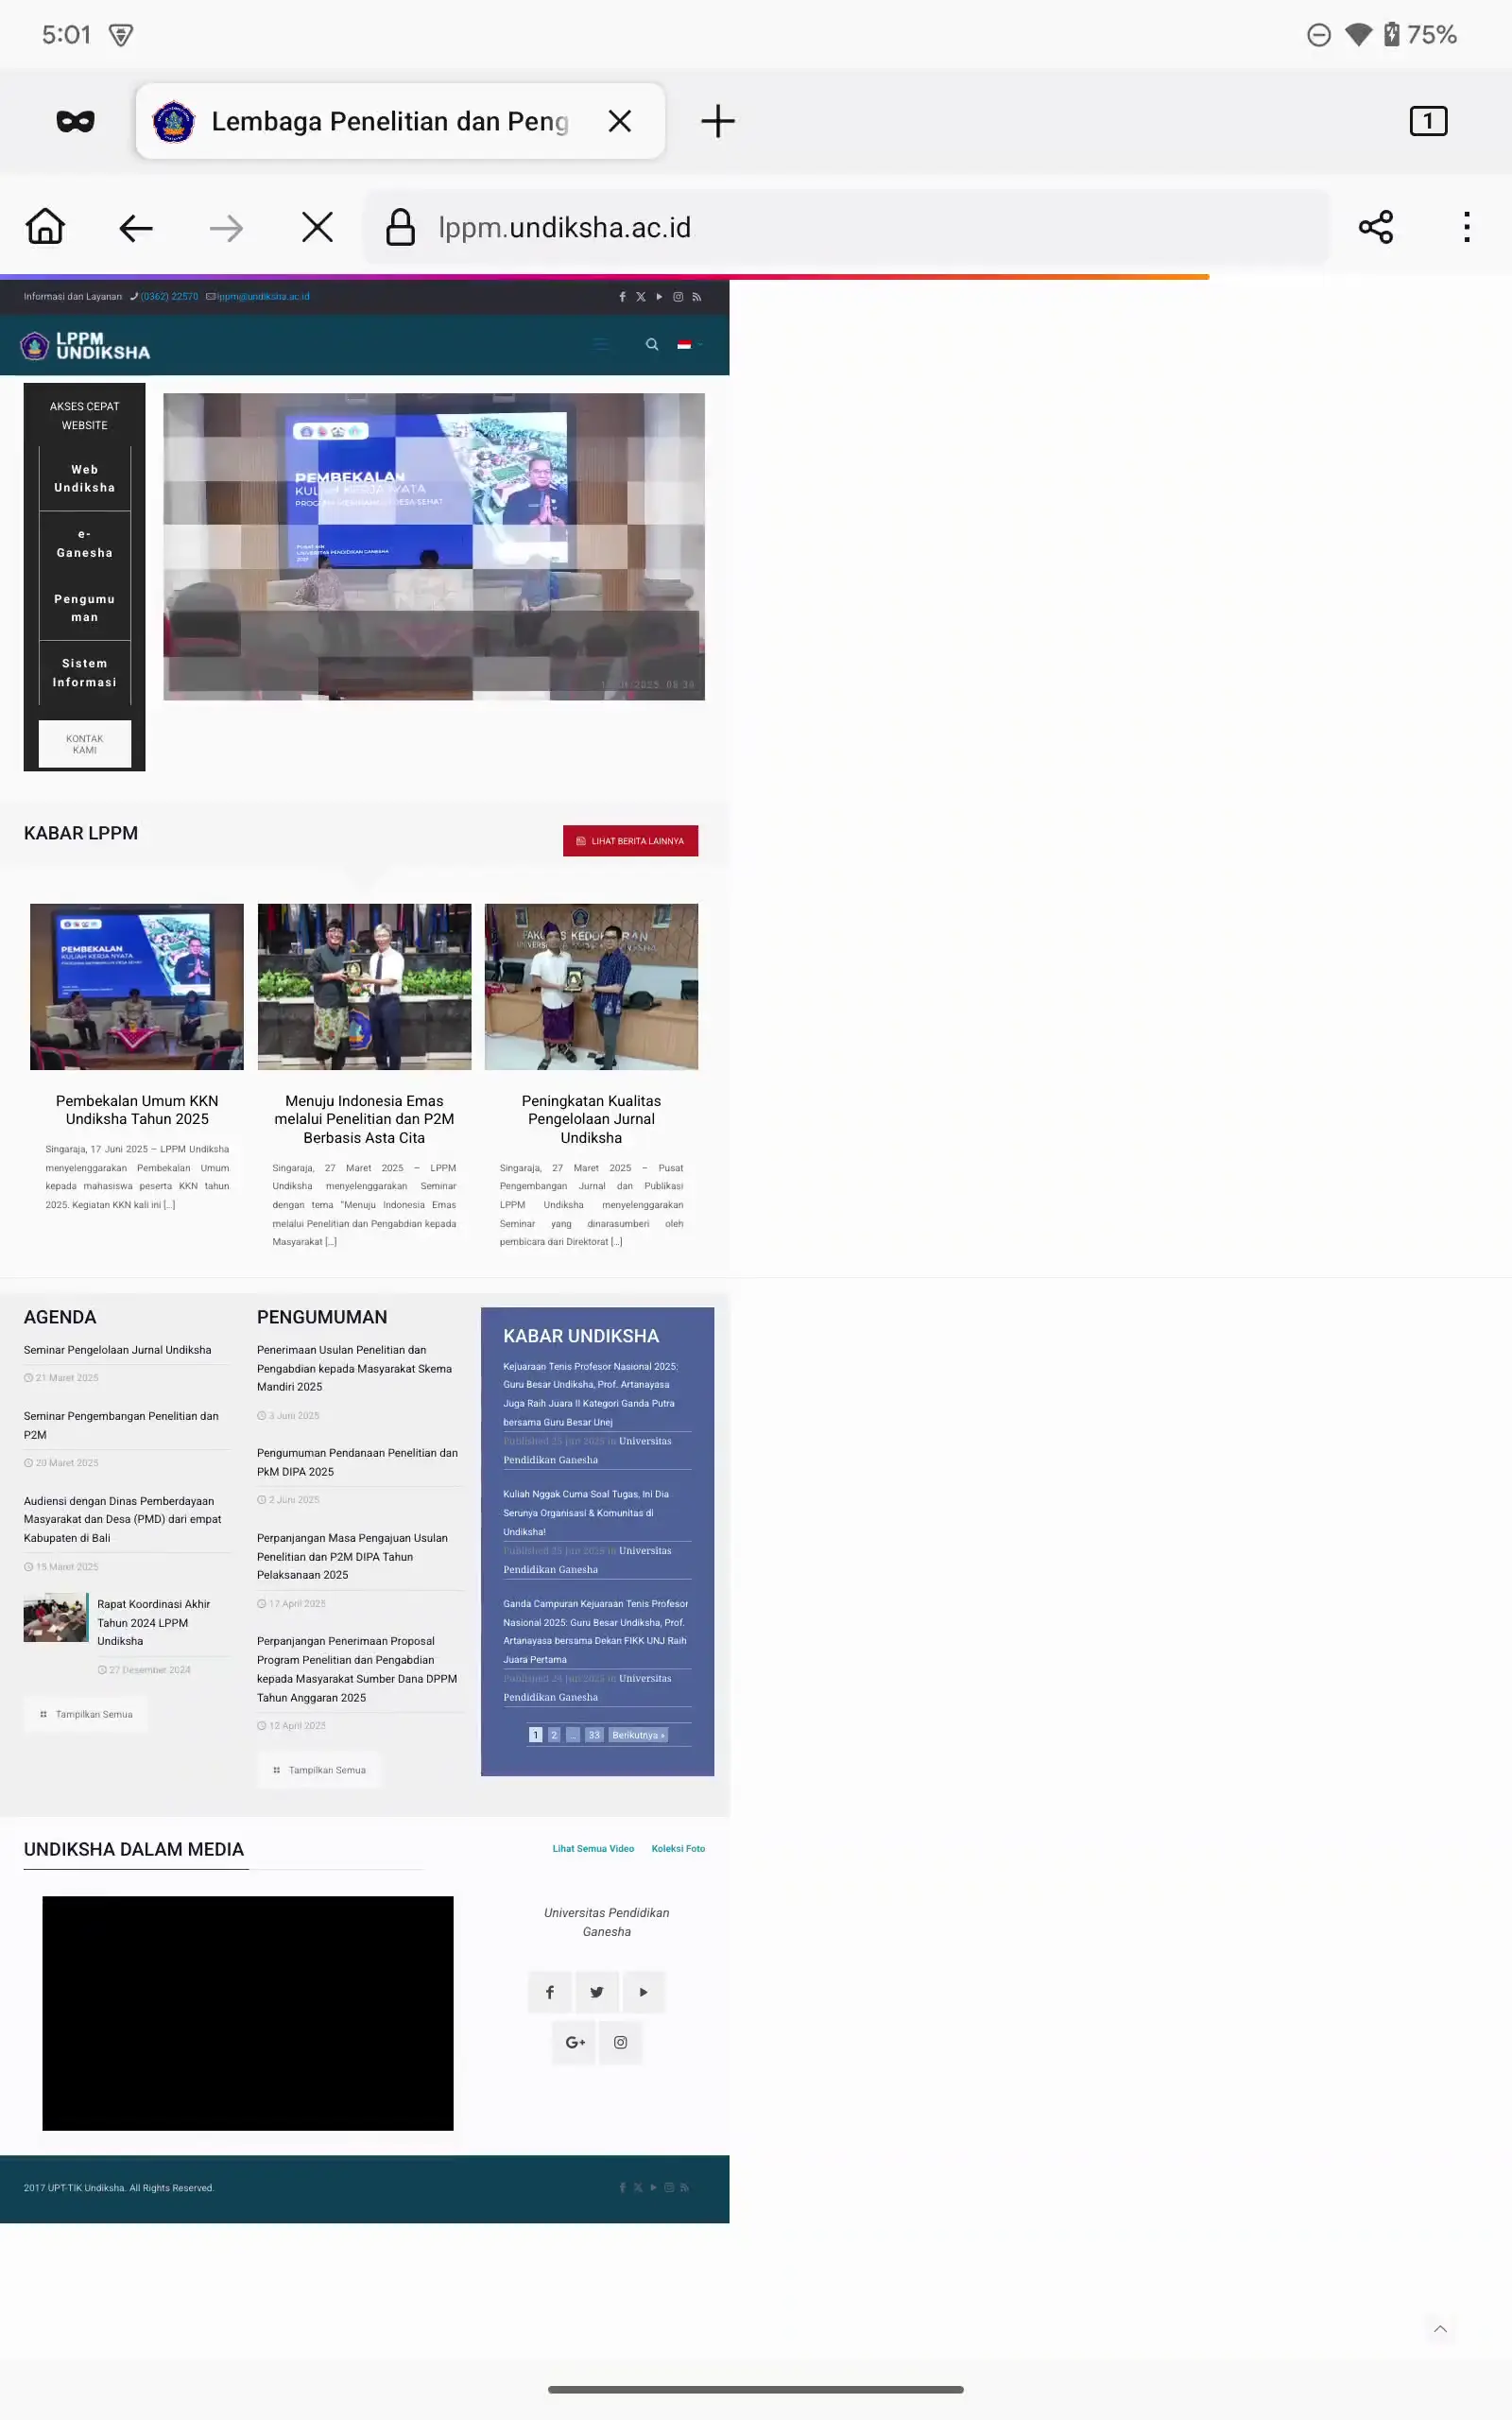 5:01
75%
Lembaga Penelitian dan Peng
1
lppm.undiksha.ac.id
Informasi dan Layanan (0362) 22570 lppm@undiksha.ac.id
LPPM
UNDIKSHA
AKSES CEPAT
WEBSITE
Web
Undiksha
e-
Ganesha
Pengumu
man
Sistem
Informasi
KONTAK
KAMI
PEMBEKALAN
KULIAH KERJA NYATA
UNIVERSITAS PENDIDIKAN GANESHA
KABAR LPPM
LIHAT BERITA LAINNYA
PEMBEKALAN
KULIAH KERJA NYATA
Pembekalan Umum KKN
Undiksha Tahun 2025
Singaraja, 17 Juni 2025 – LPPM Undiksha
menyelenggarakan Pembekalan Umum
kepada mahasiswa peserta KKN tahun
2025. Kegiatan KKN kali ini [...]
Menuju Indonesia Emas
melalui Penelitian dan P2M
Berbasis Asta Cita
Singaraja, 27 Maret 2025 – LPPM
Undiksha menyelenggarakan Seminar
dengan tema “Menuju Indonesia Emas
melalui Penelitian dan Pengabdian kepada
Masyarakat [...]
Peningkatan Kualitas
Pengelolaan Jurnal
Undiksha
Singaraja, 27 Maret 2025 – Pusat
Pengembangan Jurnal dan Publikasi
LPPM Undiksha menyelenggarakan
Seminar yang dinarasumberi oleh
pembicara dari Direktorat [...]
AGENDA
Seminar Pengelolaan Jurnal Undiksha
21 Maret 2025
Seminar Pengembangan Penelitian dan
P2M
20 Maret 2025
Audiensi dengan Dinas Pemberdayaan
Masyarakat dan Desa (PMD) dari empat
Kabupaten di Bali
15 Maret 2025
Rapat Koordinasi Akhir
Tahun 2024 LPPM
Undiksha
27 Desember 2024
Tampilkan Semua
PENGUMUMAN
Penerimaan Usulan Penelitian dan
Pengabdian kepada Masyarakat Skema
Mandiri 2025
3 Juni 2025
Pengumuman Pendanaan Penelitian dan
PkM DIPA 2025
2 Juni 2025
Perpanjangan Masa Pengajuan Usulan
Penelitian dan P2M DIPA Tahun
Pelaksanaan 2025
17 April 2025
Perpanjangan Penerimaan Proposal
Program Penelitian dan Pengabdian
kepada Masyarakat Sumber Dana DPPM
Tahun Anggaran 2025
12 April 2025
Tampilkan Semua
KABAR UNDIKSHA
Kejuaraan Tenis Profesor Nasional 2025:
Guru Besar Undiksha, Prof. Artanayasa
Juga Raih Juara II Kategori Ganda Putra
bersama Guru Besar Unej
Published 25 Jun 2025 in Universitas
Pendidikan Ganesha
Kuliah Nggak Cuma Soal Tugas, Ini Dia
Serunya Organisasi & Komunitas di
Undiksha!
Published 25 Jun 2025 in Universitas
Pendidikan Ganesha
Ganda Campuran Kejuaraan Tenis Profesor
Nasional 2025: Guru Besar Undiksha, Prof.
Artanayasa bersama Dekan FIKK UNJ Raih
Juara Pertama
Published 24 Jun 2025 in Universitas
Pendidikan Ganesha
1 2 ... 33 Berikutnya »
UNDIKSHA DALAM MEDIA
Lihat Semua Video Koleksi Foto
Universitas Pendidikan
Ganesha
2017 UPT-TIK Undiksha. All Rights Reserved.